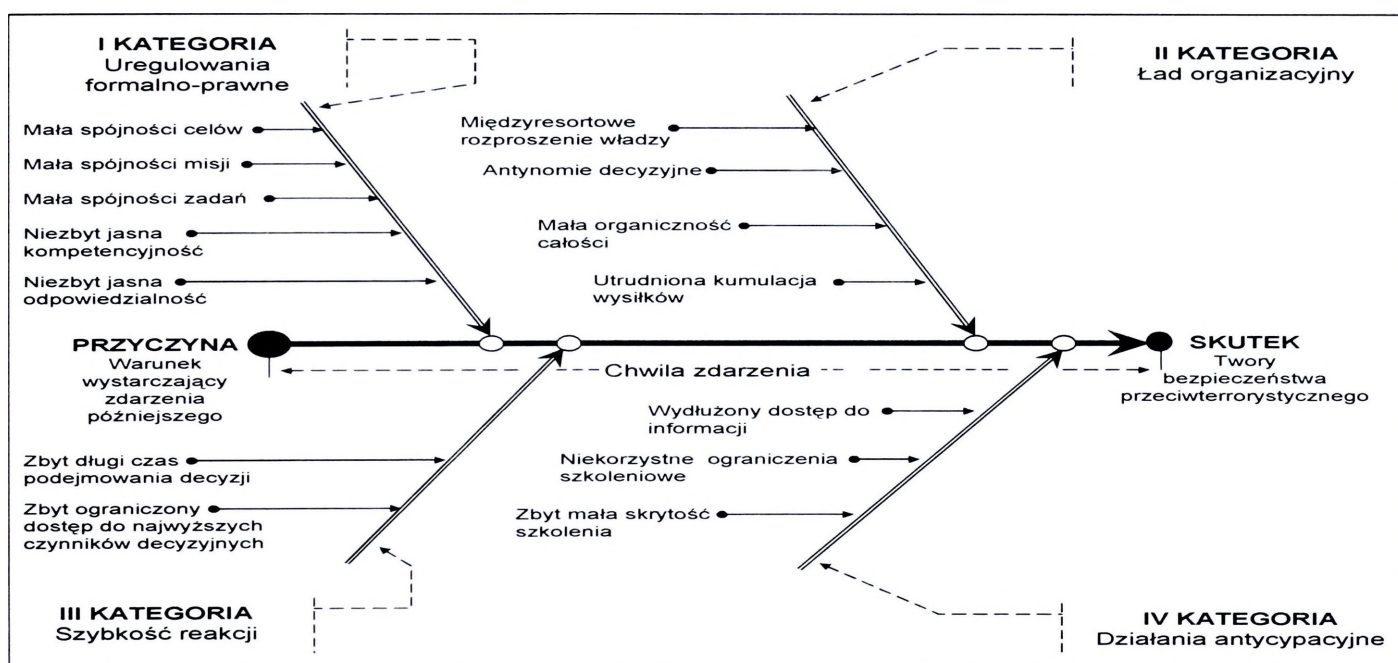 I KATEGORIA
Uregulowania
formalno-prawne
II KATEGORIA
Ład organizacyjny
Mała spójności celów
Mała spójności misji
Mała spójności zadań
Niezbyt jasna
kompetencyjność
Niezbyt jasna
odpowiedzialność
Międzyresortowe
rozproszenie władzy
Antynomie decyzyjne
Mała organiczność
całości
Utrudniona kumulacja
wysiłków
PRZYCZYNA
Warunek
wystarczający
zdarzenia
późniejszego
Chwila zdarzenia
SKUTEK
Twory
bezpieczeństwa
przeciwterrorystycznego
Zbyt długi czas
podejmowania decyzji
Zbyt ograniczony
dostęp do najwyższych
czynników decyzyjnych
Wydłużony dostęp do
informacji
Niekorzystne ograniczenia
szkoleniowe
Zbyt mała skrytość
szkolenia
III KATEGORIA
Szybkość reakcji
IV KATEGORIA
Działania antycypacyjne